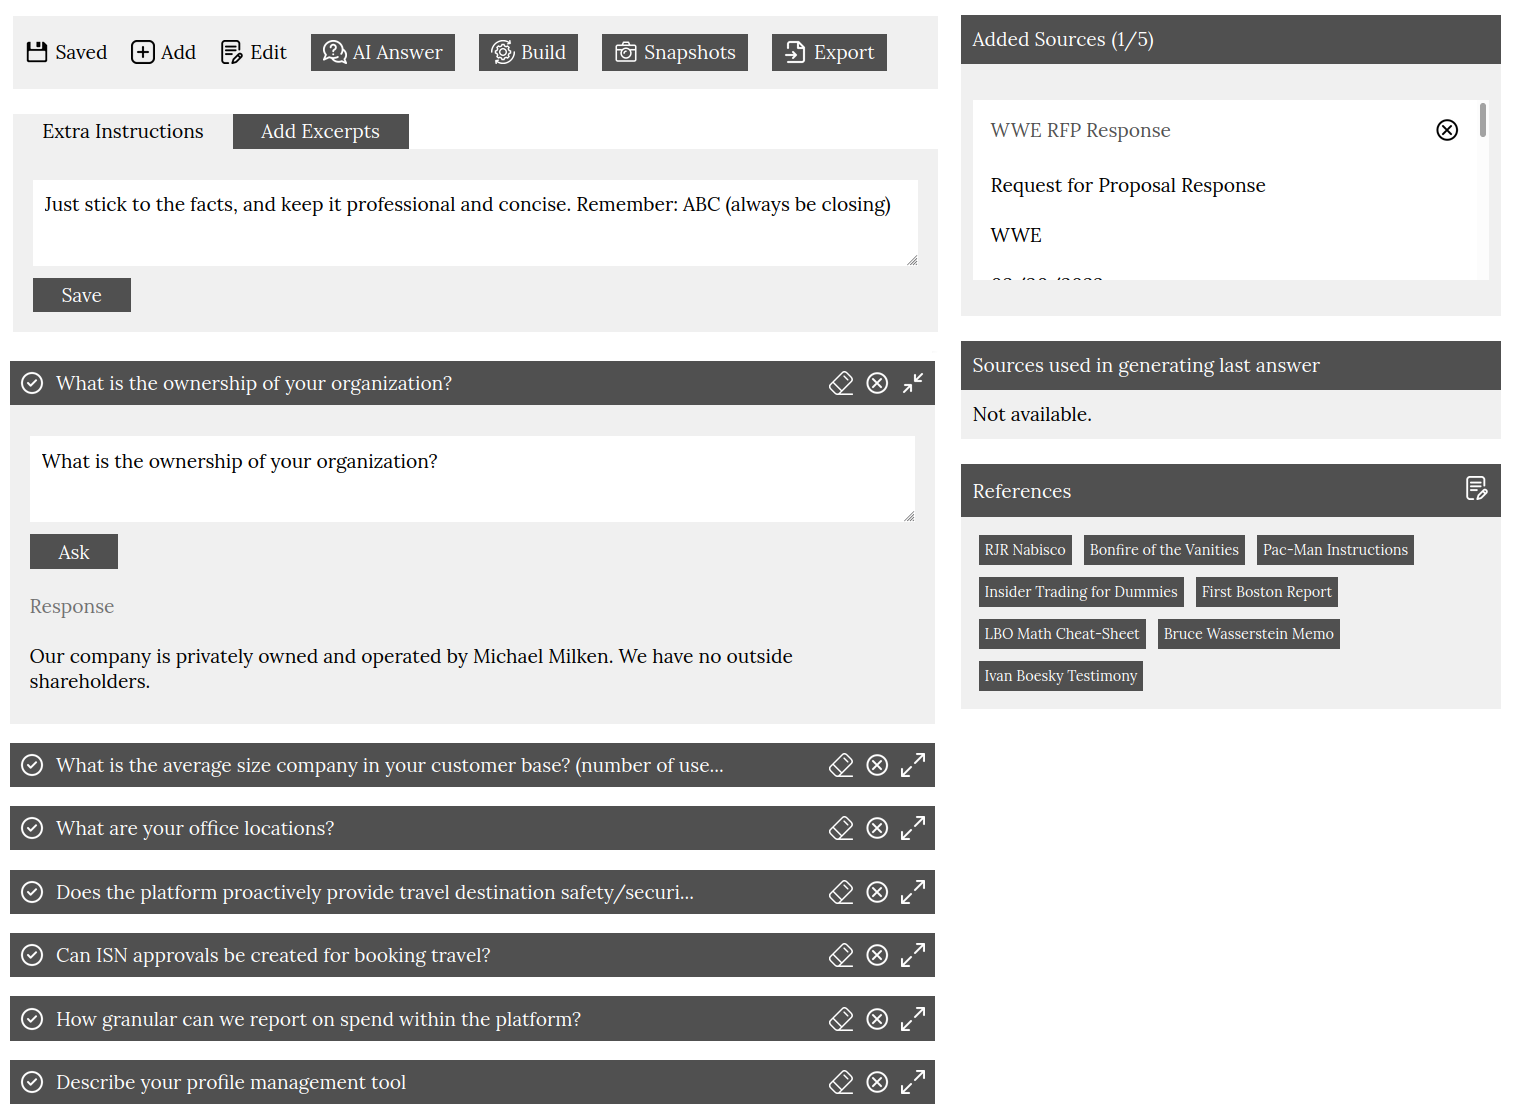 Saved
Add
Edit
AI Answer
Build
Snapshots
Export
Extra Instructions
Add Excerpts
Just stick to the facts, and keep it professional and concise. Remember: ABC (always be closing)
Save
What is the ownership of your organization?
What is the ownership of your organization?
Ask
Response
Our company is privately owned and operated by Michael Milken. We have no outside
shareholders.
What is the average size company in your customer base? (number of use...
What are your office locations?
Does the platform proactively provide travel destination safety/securi...
Can ISN approvals be created for booking travel?
How granular can we report on spend within the platform?
Describe your profile management tool
Added Sources (1/5)
WWE RFP Response
Request for Proposal Response
WWE
Sources used in generating last answer
Not available.
References
RJR Nabisco
Bonfire of the Vanities
Pac-Man Instructions
Insider Trading for Dummies
First Boston Report
LBO Math Cheat-Sheet
Bruce Wasserstein Memo
Ivan Boesky Testimony